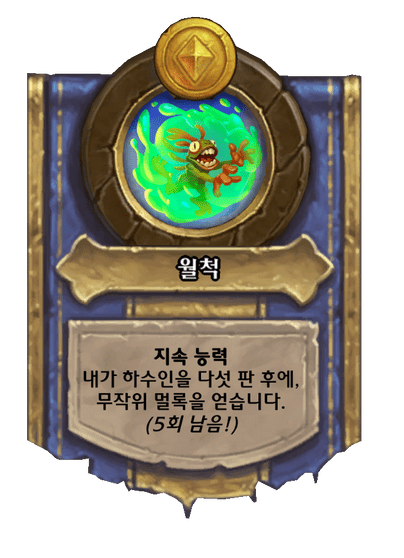 월척
지속 능력
내가 하수인을 다섯 판 후에,
무작위 멀록을 얻습니다.
(5회 남음!)